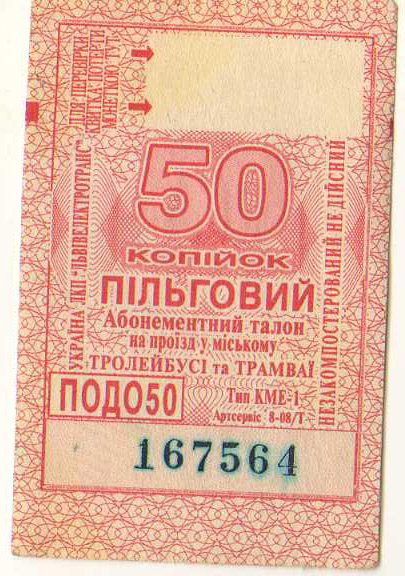 ДЛЯ ПЕРЕВІРКИ
КВИТКА ПОТЕРТИ
МОНЕТКОЮ "ТУТ"
УКРАЇНА ЛКП "ЛЬВІВЕЛЕКТРОТРАНС"
50
КОПІЙОК
ПІЛЬГОВИЙ
Абонементний талон
на проїзд у міському
ТРОЛЕЙБУСІ та ТРАМВАЇ
ПОДО50
Тип КМЕ-1
Артсервіс 8-08/Т
НЕЗАКОМПОСТЕРОВАНИЙ НЕ ДІЙСНИЙ
167564